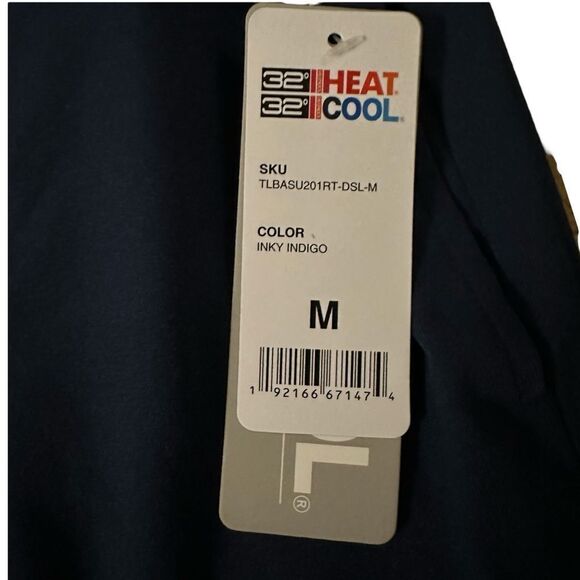 32° HEAT®
32° COOL®
SKU
TLBASU201RT-DSL-M
COLOR
INKY INDIGO
M
1 92166 67147 4
L®